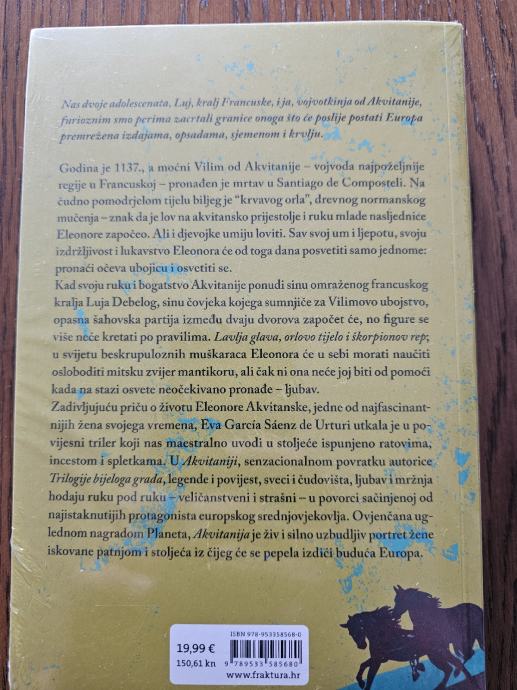 Nas dvoje adolescenata, Luj, kralj Francuske, i ja, vojvotkinja od Akvitanije,
furioznim smo perima zacrtali granice onoga što će poslije postati Europa
premrežena izdajama, opsadama, sjemenom i krvlju.
Godina je 1137., a moćni Vilim od Akvitanije – vojvoda najpoželjnije
regije u Francuskoj – pronađen je mrtav u Santiago de Composteli. Na
čudno pomodrjelom tijelu biljeg je “krvavog orla”, drevnog normanskog
mučenja – znak da je lov na akvitansko prijestolje i ruku mlade nasljednice
Eleonore započeo. Ali i djevojke umiju loviti. Sav svoj um i ljepotu, svoju
izdržljivost i lukavstvo Eleonora će od toga dana posvetiti samo jednome:
pronaći očeva ubojicu i osvetiti se.
Kad svoju ruku i bogatstvo Akvitanije ponudi sinu omraženog francuskog
kralja Luja Debelog, sinu čovjeka kojega sumnjiče za Vilimovo ubojstvo,
opasna šahovska partija između dvaju dvorova započet će, no figure se
više neće kretati po pravilima. Lavlja glava, orlovo tijelo i škorpionov rep;
u svijetu beskrupuloznih muškaraca Eleonora će u sebi morati naučiti
osloboditi mitsku zvijer mantikoru, ali čak ni ona neće joj biti od pomoći
kada na stazi osvete neočekivano pronađe – ljubav.
Zadivljujuću priču o životu Eleonore Akvitanske, jedne od najfascinant-
nijih žena svojega vremena, Eva García Sáenz de Urturi utkala je u po-
vijesni triler koji nas maestralno uvodi u stoljeće ispunjeno ratovima,
incestom i spletkama. U Akvitaniji, senzacionalnom povratku autorice
Trilogije bijeloga grada, legende i povijest, sveci i čudovišta, ljubav i mržnja
hodaju ruku pod ruku – veličanstveni i strašni – u povorci sačinjenoj od
najistaknutijih protagonista europskog srednjovjekovlja. Ovjenčana ug-
lednom nagradom Planeta, Akvitanija je živ i silno uzbudljiv portret žene
iskovane patnjom i stoljeća iz čijeg će se pepela izdići buduća Europa.
ISBN 978-953358568-0
19,99 €
150,61 kn
9 789533 585680
www.fraktura.hr